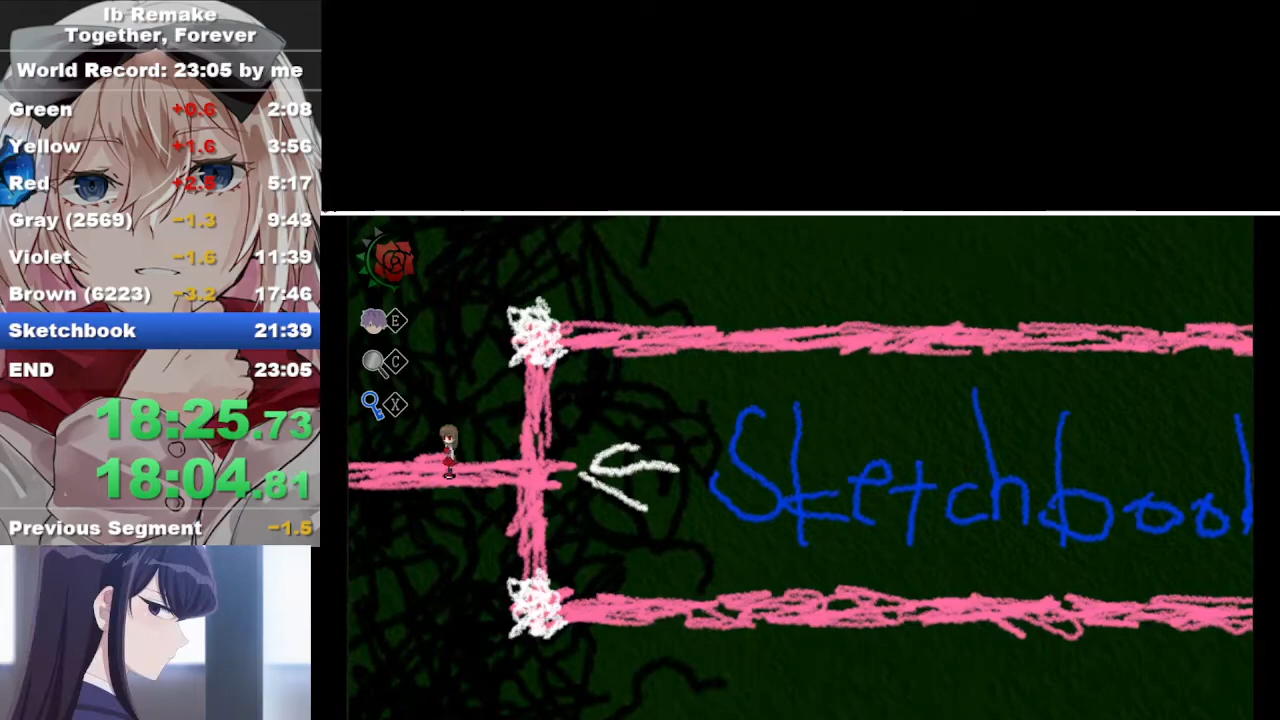 Ib Remake
Together, Forever
World Record: 23:05 by me
Green +0.6 2:08
Yellow +1.6 3:56
Red +2.5 5:17
Gray (2569) −1.3 9:43
Violet −1.6 11:39
Brown (6223) −3.2 17:46
Sketchbook 21:39
END 23:05
18:25.73
18:04.81
Previous Segment −1.5
E
C
X
Sketchbook